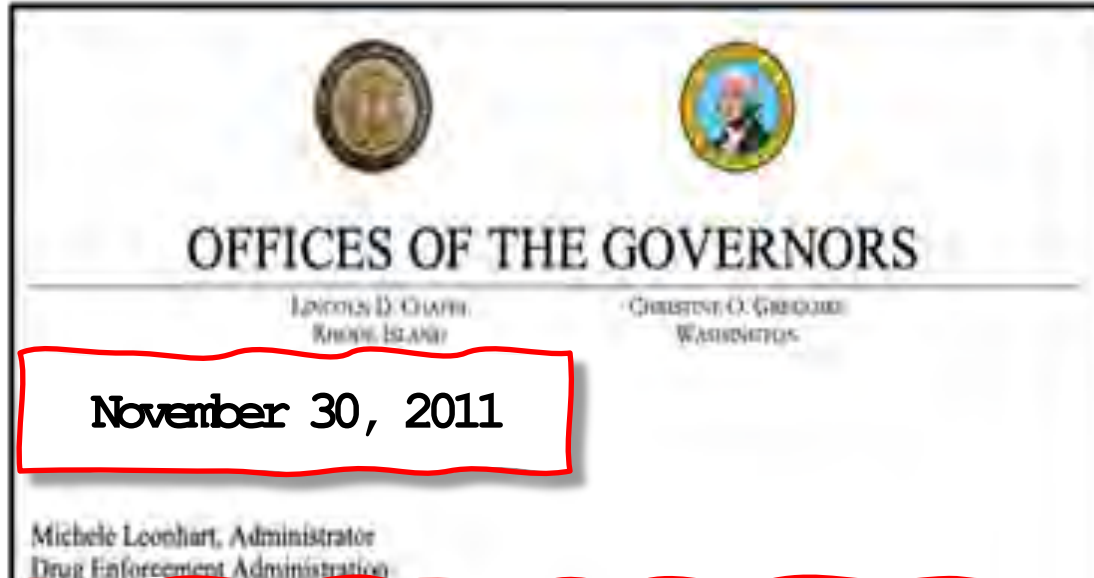 OFFICES OF THE GOVERNORS
LINCOLN D. CHAFEE
CHRISTINE O. GREGOIRE
RHODE ISLAND
WASHINGTON
November 30, 2011
Michele Leonhart, Administrator
Drug Enforcement Administration